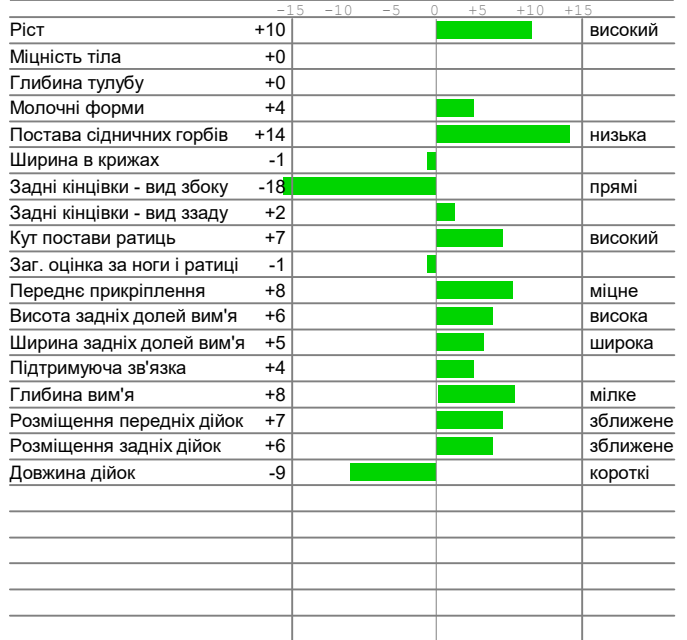 -15 -10 -5 0 +5 +10 +15
Ріст +10 високий
Міцність тіла +0
Глибина тулубу +0
Молочні форми +4
Постава сідничних горбів +14 низька
Ширина в крижах -1
Задні кінцівки - вид збоку -18 прямі
Задні кінцівки - вид ззаду +2
Кут постави ратиць +7 високий
Заг. оцінка за ноги і ратиці -1
Переднє прикріплення +8 міцне
Висота задніх долей вим'я +6 висока
Ширина задніх долей вим'я +5 широка
Підтримуюча зв'язка +4
Глибина вим'я +8 мілке
Розміщення передніх дійок +7 зближене
Розміщення задніх дійок +6 зближене
Довжина дійок -9 короткі